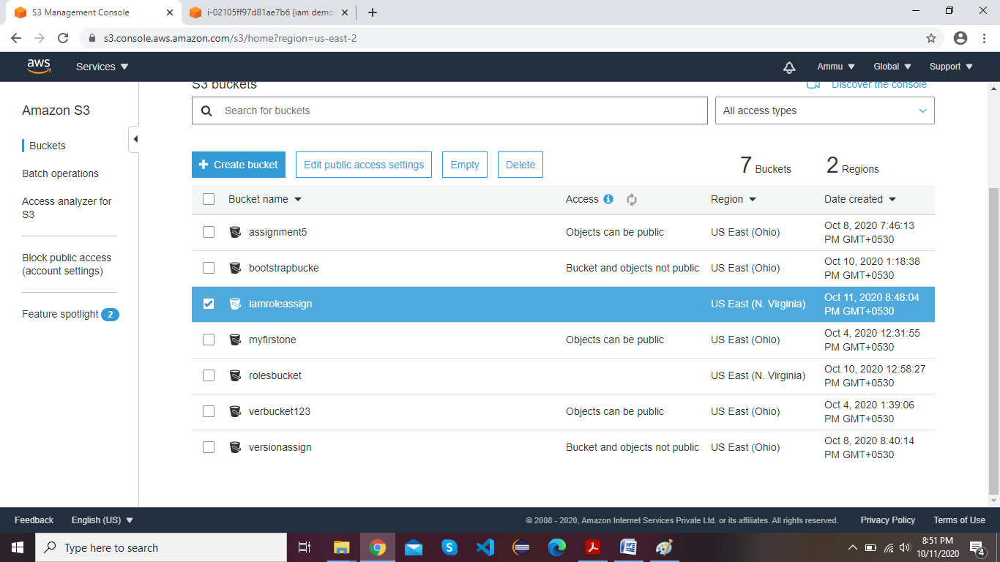 S3 Management Console
i-02105ff97d81ae7b6 (iam demo
s3.console.aws.amazon.com/s3/home?region=us-east-2
aws
Services
Ammu
Global
Support
Amazon S3
Buckets
Batch operations
Access analyzer for
S3
Block public access
(account settings)
Feature spotlight 2
S3 buckets
Discover the console
Search for buckets
All access types
+ Create bucket
Edit public access settings
Empty
Delete
7 Buckets
2 Regions
Bucket name
Access
Region
Date created
assignment5
Objects can be public
US East (Ohio)
Oct 8, 2020 7:46:13
PM GMT+0530
bootstrapbucke
Bucket and objects not public
US East (Ohio)
Oct 10, 2020 1:18:38
PM GMT+0530
iamroleassign
US East (N. Virginia)
Oct 11, 2020 8:48:04
PM GMT+0530
myfirstone
Objects can be public
US East (Ohio)
Oct 4, 2020 12:31:55
PM GMT+0530
rolesbucket
US East (N. Virginia)
Oct 10, 2020 12:58:27
PM GMT+0530
verbucket123
Objects can be public
US East (Ohio)
Oct 4, 2020 1:39:06
PM GMT+0530
versionassign
Bucket and objects not public
US East (Ohio)
Oct 8, 2020 8:40:14
PM GMT+0530
Feedback
English (US)
© 2008 - 2020, Amazon Internet Services Private Ltd. or its affiliates. All rights reserved.
Privacy Policy
Terms of Use
Type here to search
8:51 PM
10/11/2020
4